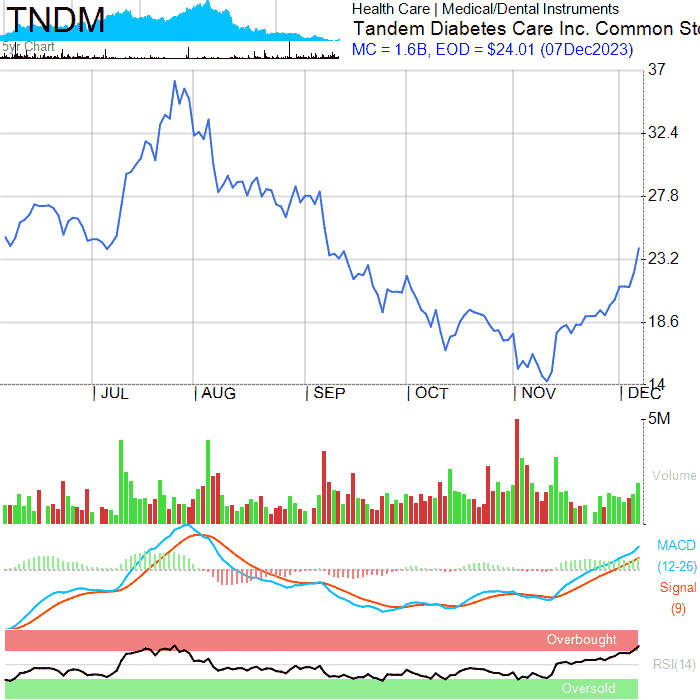 TNDM
5yr Chart
Health Care | Medical/Dental Instruments
Tandem Diabetes Care Inc. Common Sto
MC = 1.6B, EOD = $24.01 (07Dec2023)
37
32.4
27.8
23.2
18.6
14
JUL AUG SEP OCT NOV DEC
5M
Volume
MACD
(12-26)
Signal
(9)
Overbought
RSI(14)
Oversold